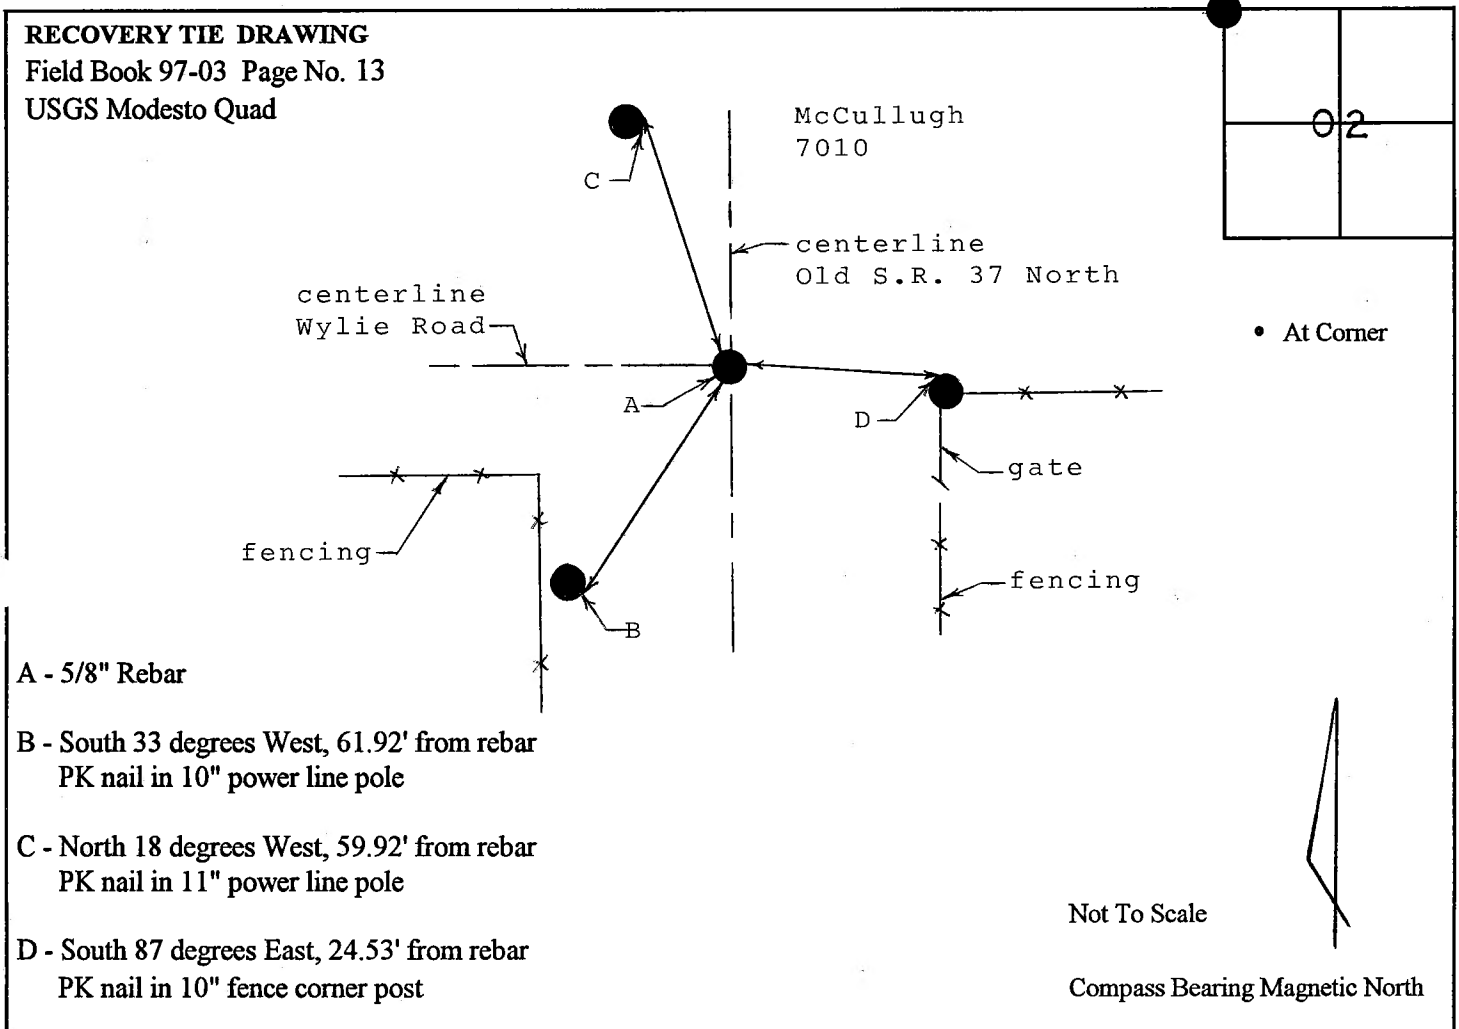 RECOVERY TIE DRAWING
Field Book 97-03 Page No. 13
USGS Modesto Quad
McCullugh
7010
02
C
centerline
Old S.R. 37 North
centerline
Wylie Road
• At Corner
A
D
gate
fencing
fencing
B
A - 5/8" Rebar
B - South 33 degrees West, 61.92' from rebar
PK nail in 10" power line pole
C - North 18 degrees West, 59.92' from rebar
PK nail in 11" power line pole
D - South 87 degrees East, 24.53' from rebar
PK nail in 10" fence corner post
Not To Scale
Compass Bearing Magnetic North